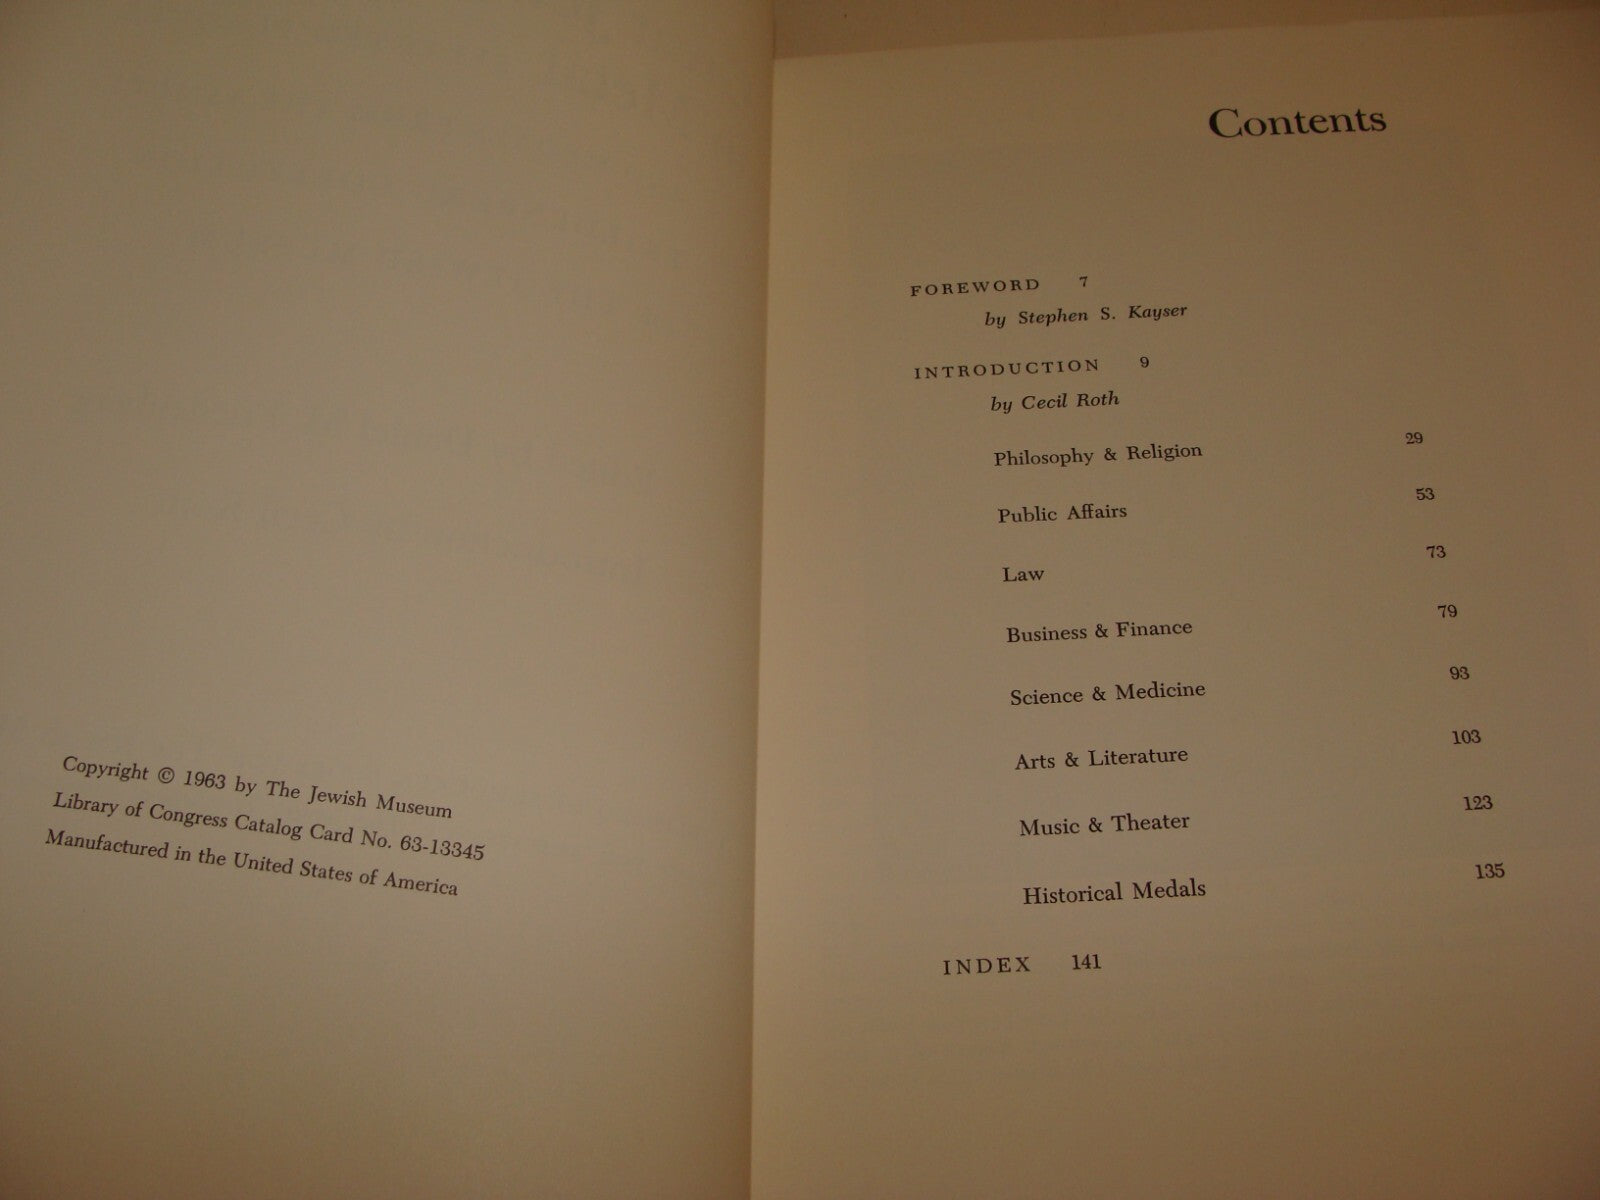 Copyright © 1963 by The Jewish Museum
Library of Congress Catalog Card No. 63-13345
Manufactured in the United States of America
Contents
FOREWORD 7
by Stephen S. Kayser
INTRODUCTION 9
by Cecil Roth
Philosophy & Religion 29
Public Affairs 53
Law 73
Business & Finance 79
Science & Medicine 93
Arts & Literature 103
Music & Theater 123
Historical Medals 135
INDEX 141